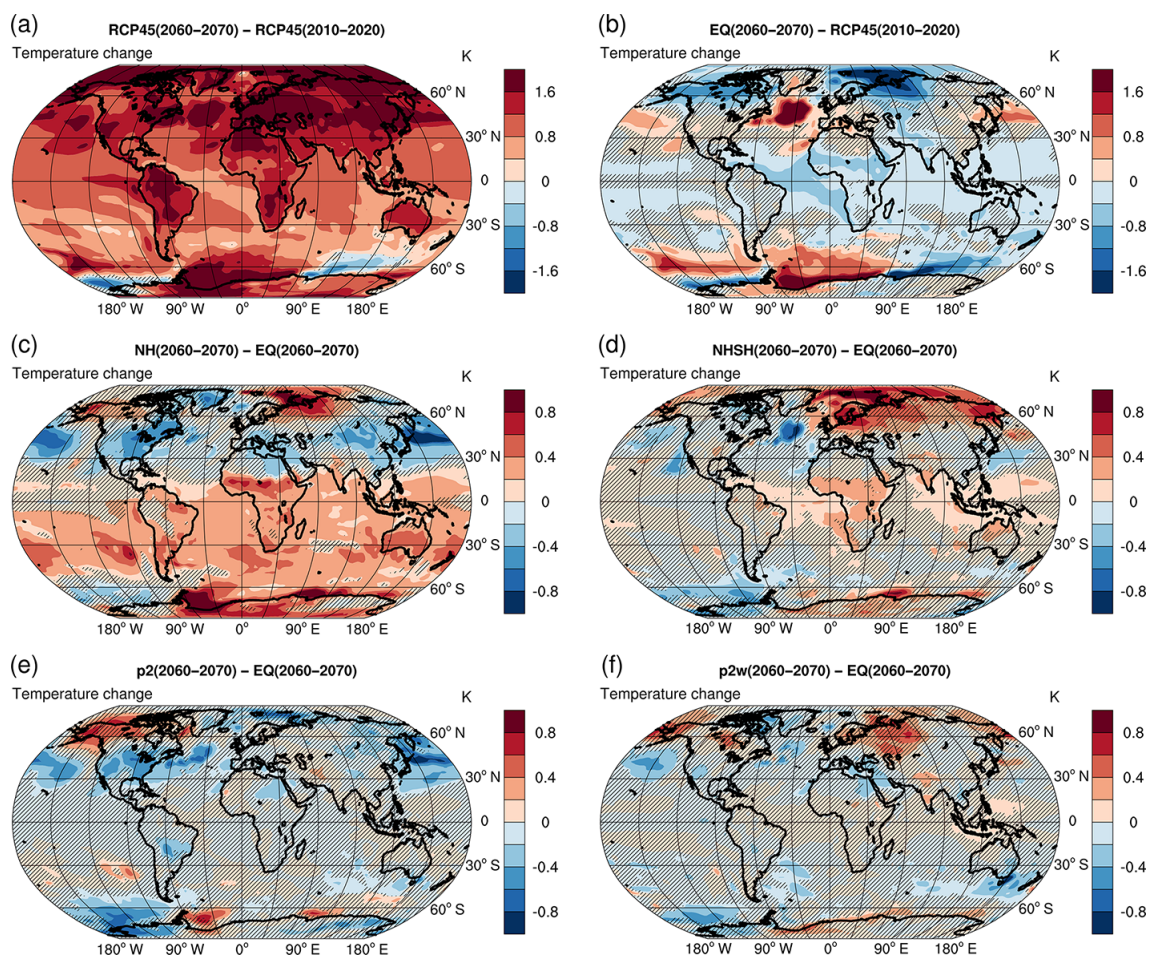 (a)
RCP45(2060−2070) − RCP45(2010−2020)
Temperature change
K
1.6
0.8
0
-0.8
-1.6
60° N
30° N
0
30° S
60° S
180° W 90° W 0° 90° E 180° E
(b)
EQ(2060−2070) − RCP45(2010−2020)
Temperature change
K
1.6
0.8
0
-0.8
-1.6
60° N
30° N
0
30° S
60° S
180° W 90° W 0° 90° E 180° E
(c)
NH(2060−2070) − EQ(2060−2070)
Temperature change
K
0.8
0.4
0
-0.4
-0.8
60° N
30° N
0
30° S
60° S
180° W 90° W 0° 90° E 180° E
(d)
NHSH(2060−2070) − EQ(2060−2070)
Temperature change
K
0.8
0.4
0
-0.4
-0.8
60° N
30° N
0
30° S
60° S
180° W 90° W 0° 90° E 180° E
(e)
p2(2060−2070) − EQ(2060−2070)
Temperature change
K
0.8
0.4
0
-0.4
-0.8
60° N
30° N
0
30° S
60° S
180° W 90° W 0° 90° E 180° E
(f)
p2w(2060−2070) − EQ(2060−2070)
Temperature change
K
0.8
0.4
0
-0.4
-0.8
60° N
30° N
0
30° S
60° S
180° W 90° W 0° 90° E 180° E